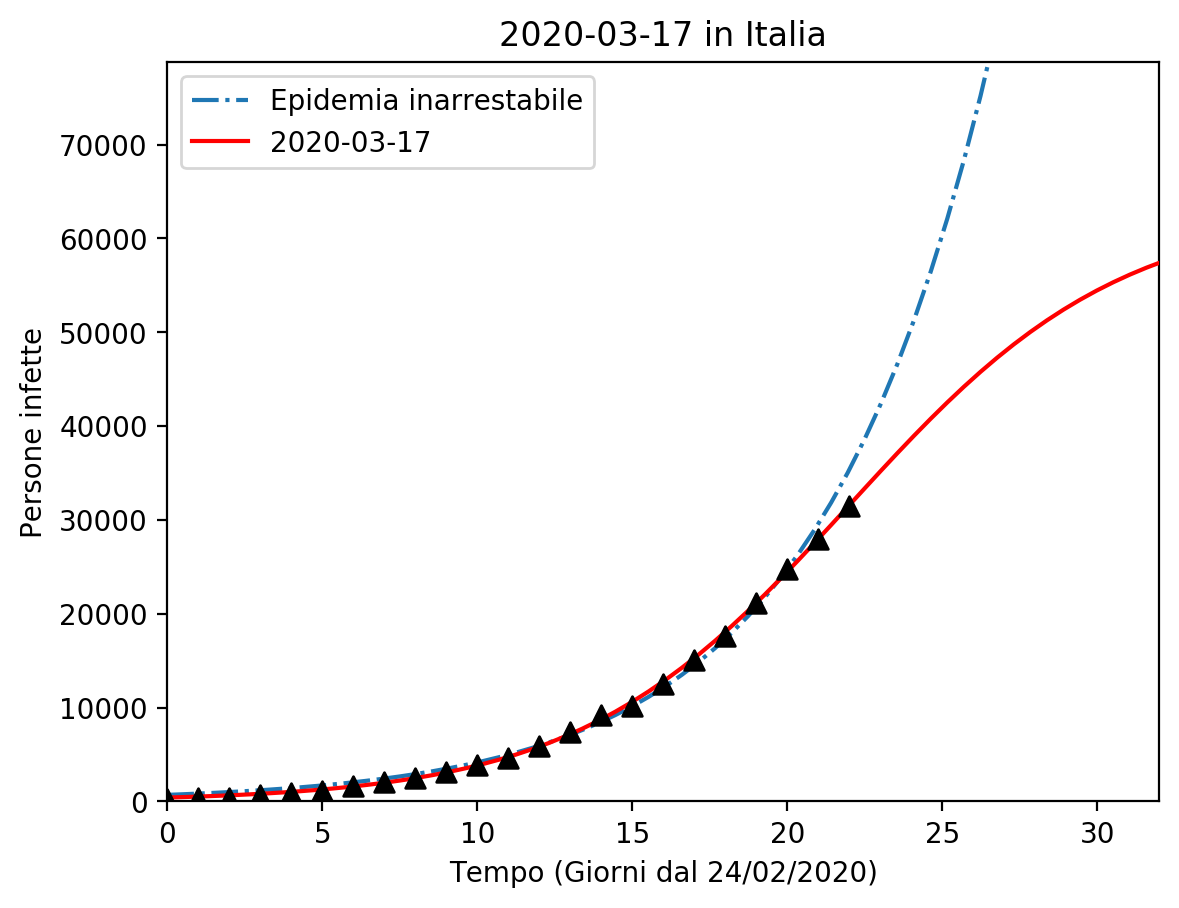 2020-03-17 in Italia
Epidemia inarrestabile
2020-03-17
70000
60000
50000
40000
30000
20000
10000
0
Persone infette
0 5 10 15 20 25 30
Tempo (Giorni dal 24/02/2020)